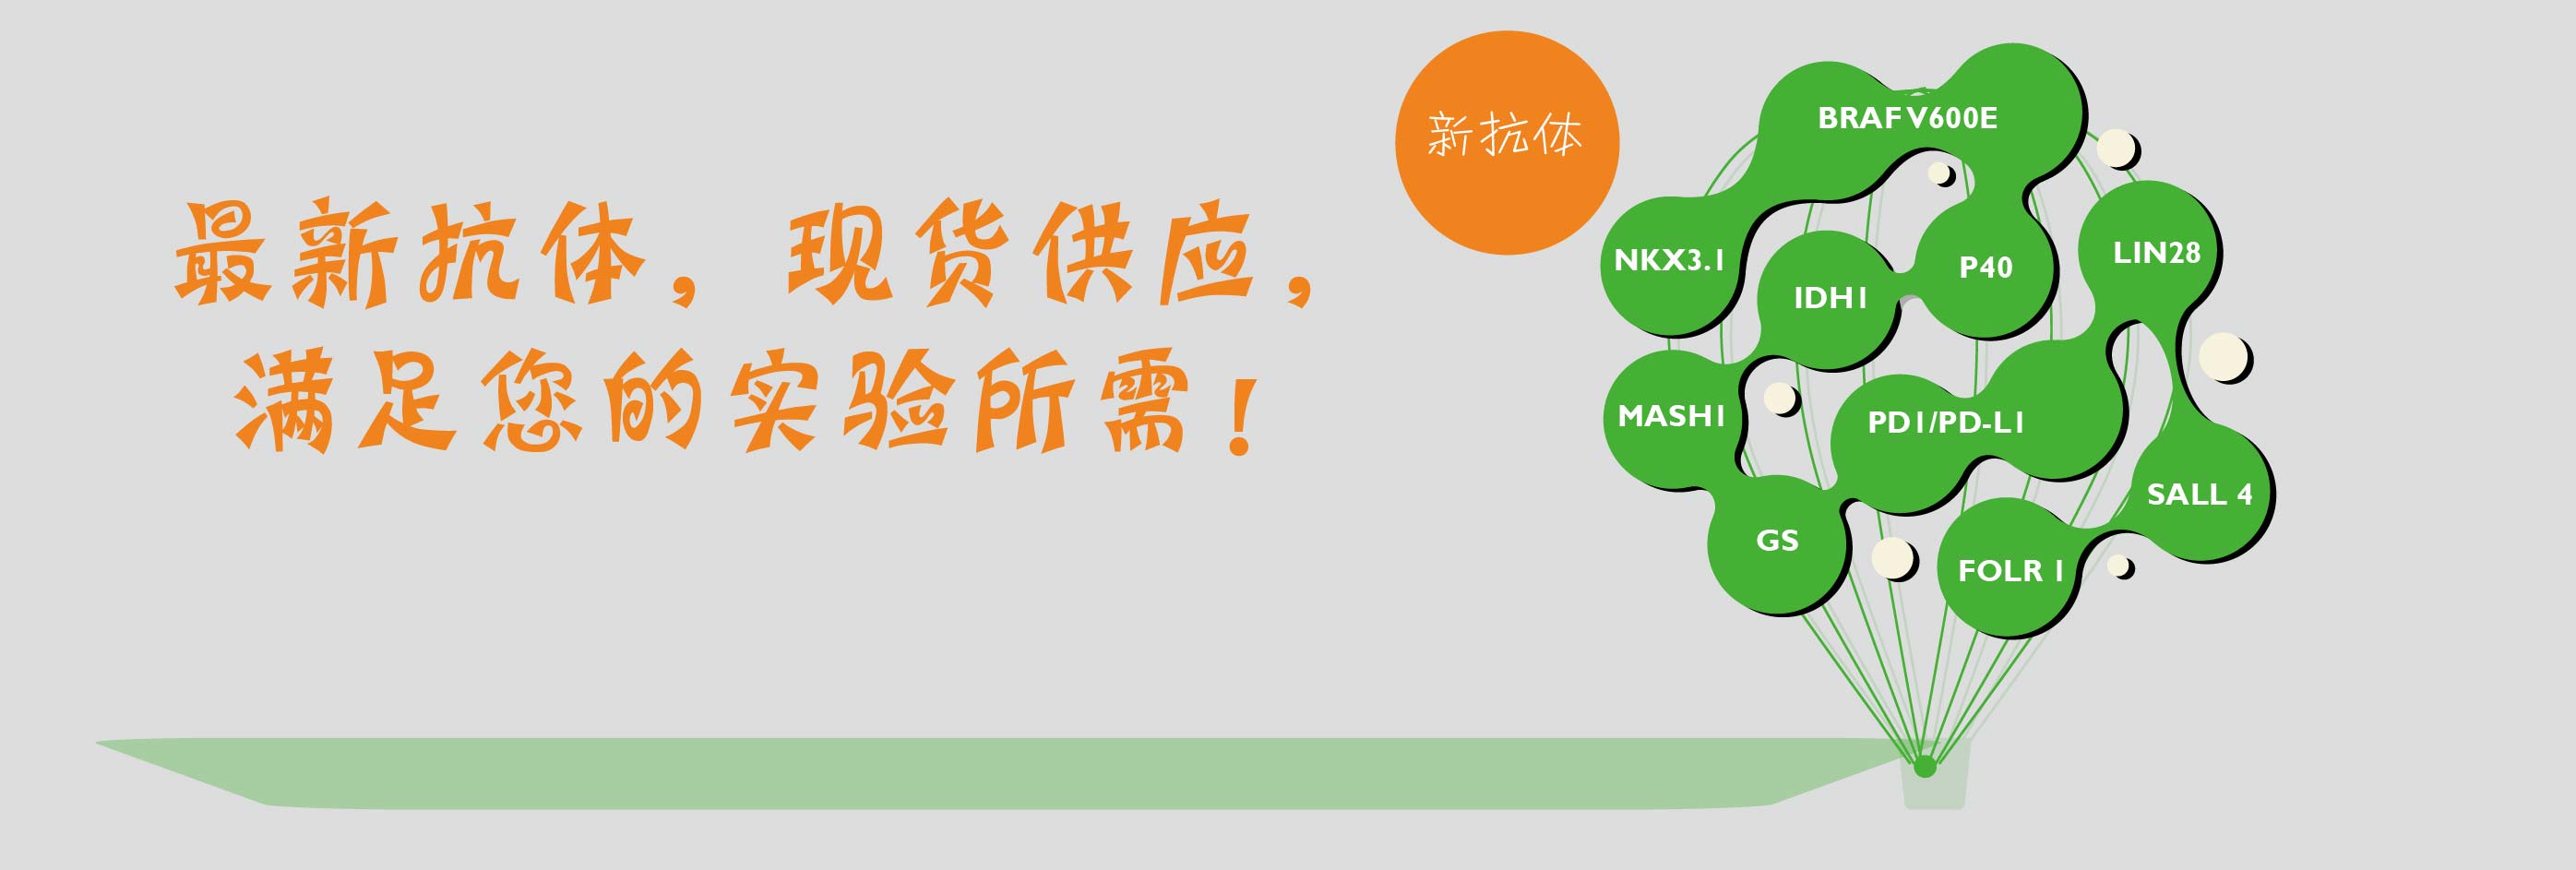 最新抗体，现货供应，
满足您的实验所需！
新抗体
BRAF V600E
NKX3.1
IDH1
P40
LIN28
MASH1
PD1/PD-L1
SALL 4
GS
FOLR 1